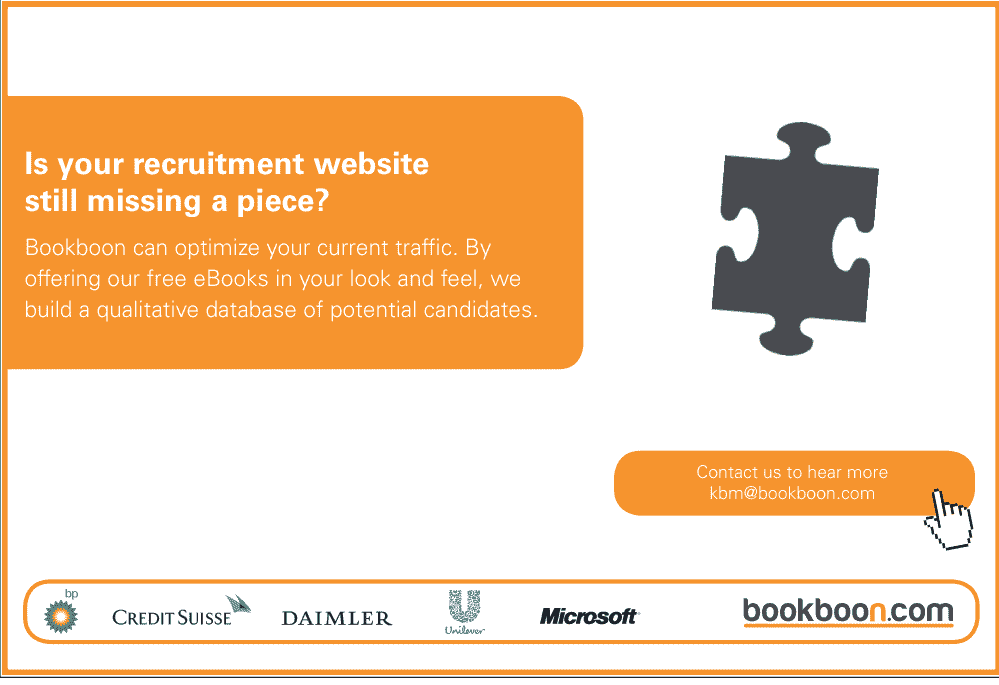 Is your recruitment website
still missing a piece?
Bookboon can optimize your current traffic. By
offering our free eBooks in your look and feel, we
build a qualitative database of potential candidates.
Contact us to hear more
kbm@bookboon.com
bp
CREDIT SUISSE
DAIMLER
Unilever
Microsoft
bookboon.com